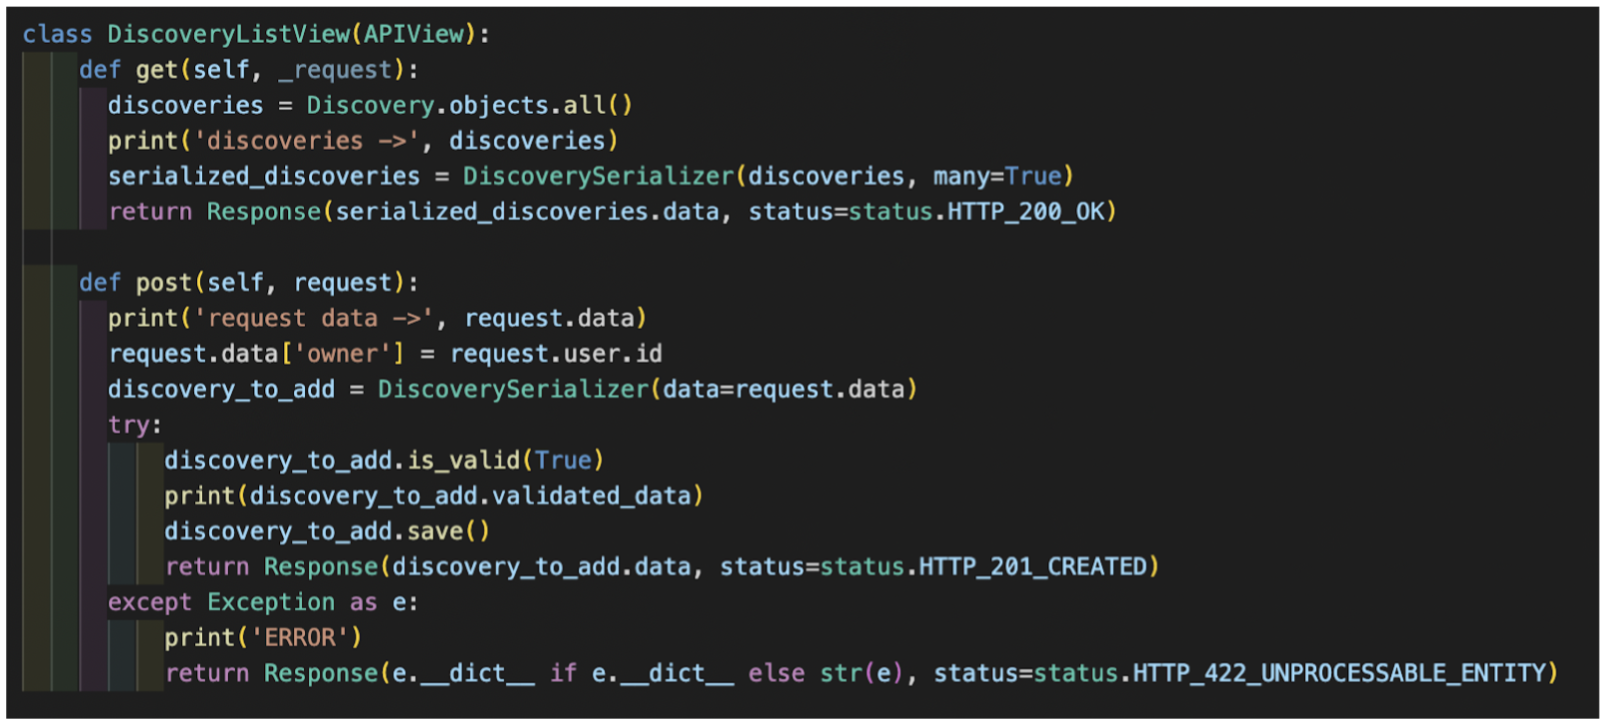 class DiscoveryListView(APIView):
    def get(self, _request):
      discoveries = Discovery.objects.all()
      print('discoveries ->', discoveries)
      serialized_discoveries = DiscoverySerializer(discoveries, many=True)
      return Response(serialized_discoveries.data, status=status.HTTP_200_OK)

    def post(self, request):
      print('request data ->', request.data)
      request.data['owner'] = request.user.id
      discovery_to_add = DiscoverySerializer(data=request.data)
      try:
          discovery_to_add.is_valid(True)
          print(discovery_to_add.validated_data)
          discovery_to_add.save()
          return Response(discovery_to_add.data, status=status.HTTP_201_CREATED)
      except Exception as e:
          print('ERROR')
          return Response(e.__dict__ if e.__dict__ else str(e), status=status.HTTP_422_UNPROCESSABLE_ENTITY)